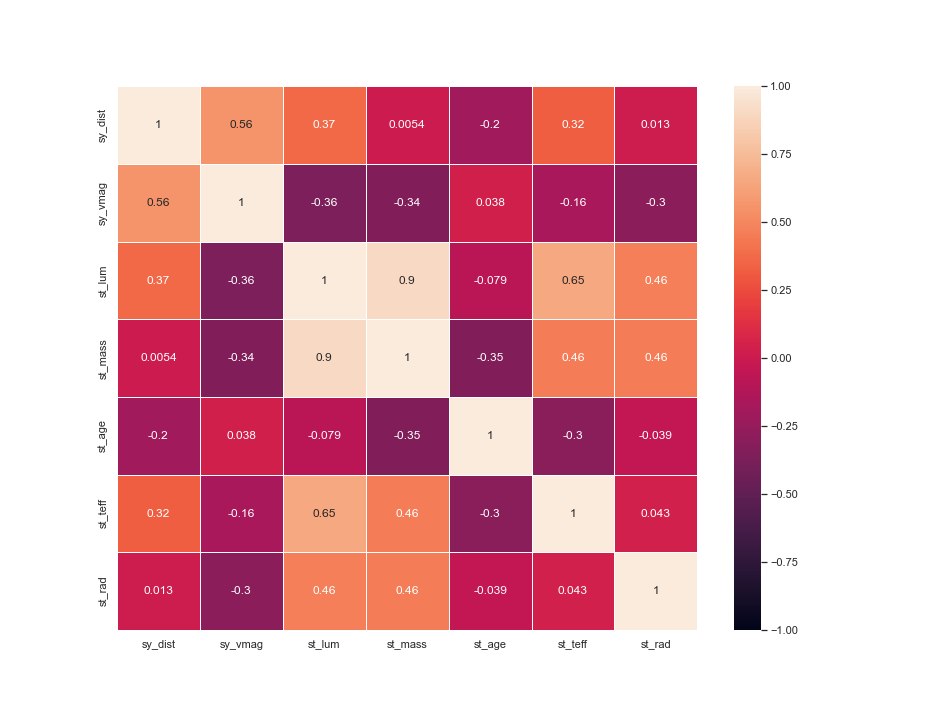 sy_dist 1 0.56 0.37 0.0054 -0.2 0.32 0.013
sy_vmag 0.56 1 -0.36 -0.34 0.038 -0.16 -0.3
st_lum 0.37 -0.36 1 0.9 -0.079 0.65 0.46
st_mass 0.0054 -0.34 0.9 1 -0.35 0.46 0.46
st_age -0.2 0.038 -0.079 -0.35 1 -0.3 -0.039
st_teff 0.32 -0.16 0.65 0.46 -0.3 1 0.043
st_rad 0.013 -0.3 0.46 0.46 -0.039 0.043 1
sy_dist sy_vmag st_lum st_mass st_age st_teff st_rad
1.00
0.75
0.50
0.25
0.00
−0.25
−0.50
−0.75
−1.00